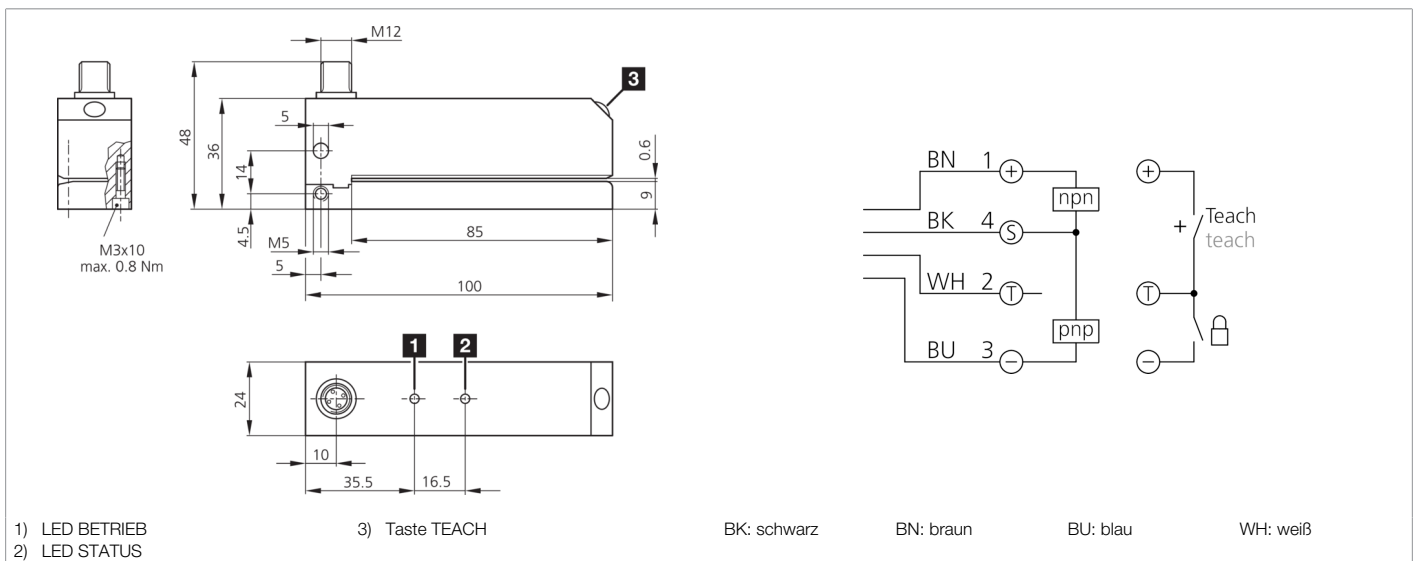 M12
3
5
48
36
14
0.6
9
4.5
M5
5
85
100
M3x10
max. 0.8 Nm
1
2
24
10
35.5
16.5
BN 1 +
npn
BK 4 S
WH 2 T
pnp
BU 3 −
+
+ Teach
teach
T
−
1) LED BETRIEB
2) LED STATUS
3) Taste TEACH
BK: schwarz
BN: braun
BU: blau
WH: weiß